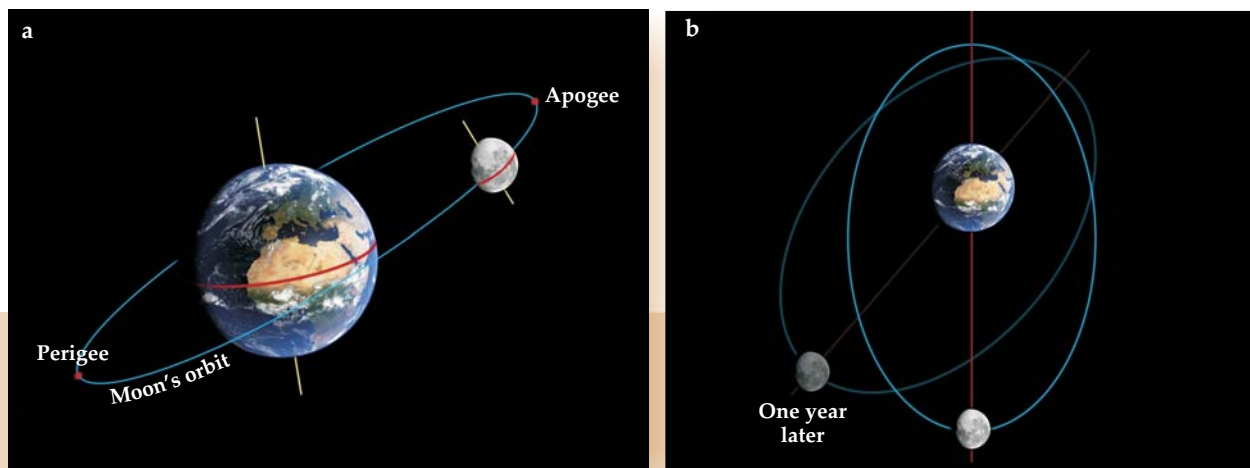 a
Apogee
Perigee
Moon's orbit
b
One year
later